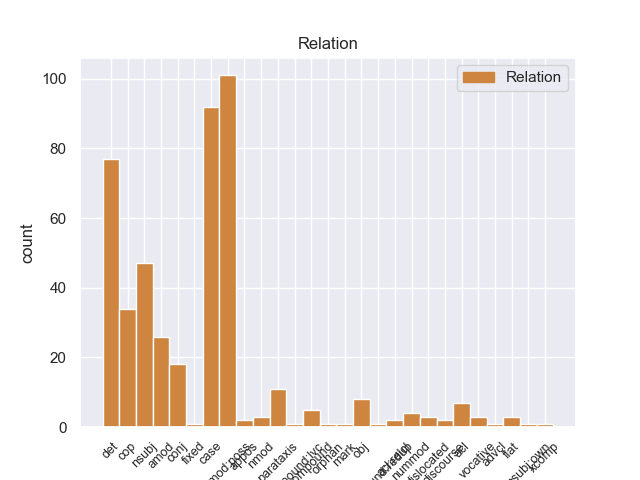 Relation
Relation
count
100
80
60
40
20
0
det
cop
nsubj
amod
conj
fixed
case
appos
nmod
parataxis
orphan
mark
obj
nummod
vocative
advcl
flat
xcomp